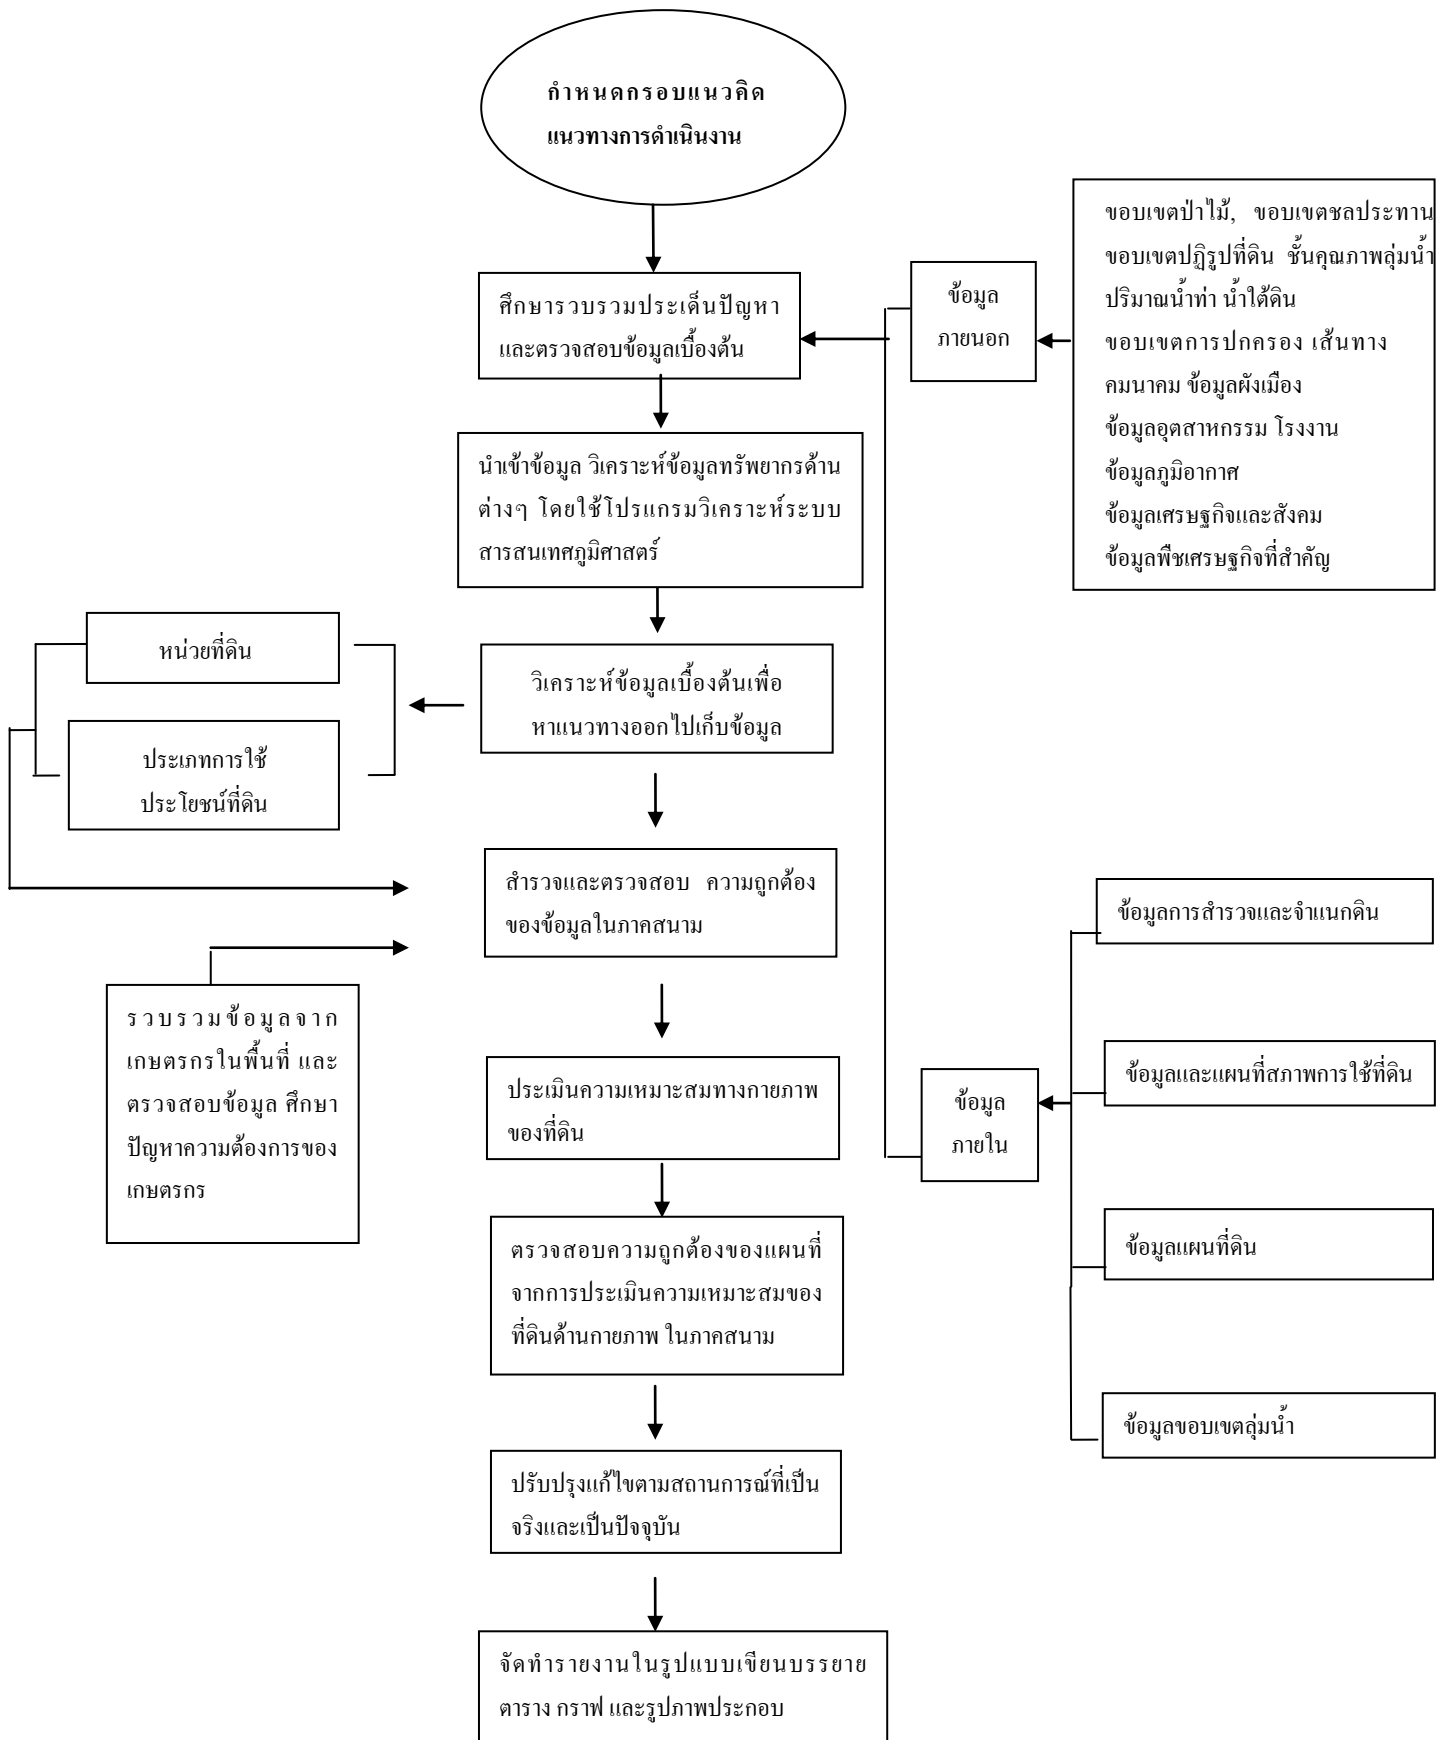 กำหนดกรอบแนวคิด
แนวทางการดำเนินงาน
ศึกษารวบรวมประเด็นปัญหา
และตรวจสอบข้อมูลเบื้องต้น
ข้อมูล
ภายนอก
ขอบเขตป่าไม้, ขอบเขตชลประทาน
ขอบเขตปฏิรูปที่ดิน ชั้นคุณภาพลุ่มน้ำ
ปริมาณน้ำท่า น้ำใต้ดิน
ขอบเขตการปกครอง เส้นทาง
คมนาคม ข้อมูลผังเมือง
ข้อมูลอุตสาหกรรม โรงงาน
ข้อมูลภูมิอากาศ
ข้อมูลเศรษฐกิจและสังคม
ข้อมูลพืชเศรษฐกิจที่สำคัญ
นำเข้าข้อมูล วิเคราะห์ข้อมูลทรัพยากรด้าน
ต่างๆ โดยใช้โปรแกรมวิเคราะห์ระบบ
สารสนเทศภูมิศาสตร์
หน่วยที่ดิน
ประเภทการใช้
ประโยชน์ที่ดิน
วิเคราะห์ข้อมูลเบื้องต้นเพื่อ
หาแนวทางออกไปเก็บข้อมูล
สำรวจและตรวจสอบ ความถูกต้อง
ของข้อมูลในภาคสนาม
รวบรวมข้อมูลจาก
เกษตรกรในพื้นที่ และ
ตรวจสอบข้อมูล ศึกษา
ปัญหาความต้องการของ
เกษตรกร
ประเมินความเหมาะสมทางกายภาพ
ของที่ดิน
ข้อมูล
ภายใน
ข้อมูลการสำรวจและจำแนกดิน
ข้อมูลและแผนที่สภาพการใช้ที่ดิน
ข้อมูลแผนที่ดิน
ข้อมูลขอบเขตลุ่มน้ำ
ตรวจสอบความถูกต้องของแผนที่
จากการประเมินความเหมาะสมของ
ที่ดินด้านกายภาพ ในภาคสนาม
ปรับปรุงแก้ไขตามสถานการณ์ที่เป็น
จริงและเป็นปัจจุบัน
จัดทำรายงานในรูปแบบเขียนบรรยาย
ตาราง กราฟ และรูปภาพประกอบ